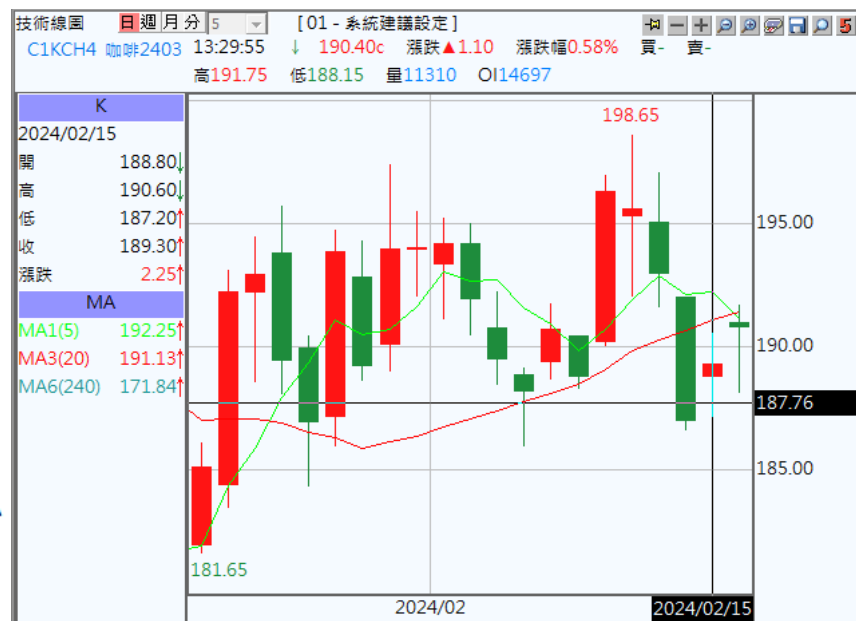 技術線圖 日 週 月 分 5 [01 - 系統建議設定] 5
C1KCH4 咖啡2403 13:29:55 ↓ 190.40c 漲跌▲1.10 漲跌幅0.58% 買- 賣-
高191.75 低188.15 量11310 OI14697
K
2024/02/15
開 188.80↓
高 190.60↓
低 187.20↑
收 189.30↑
漲跌 2.25↑
MA
MA1(5) 192.25↑
MA3(20) 191.13↑
MA6(240) 171.84↑
198.65
195.00
190.00
187.76
185.00
181.65
2024/02 2024/02/15